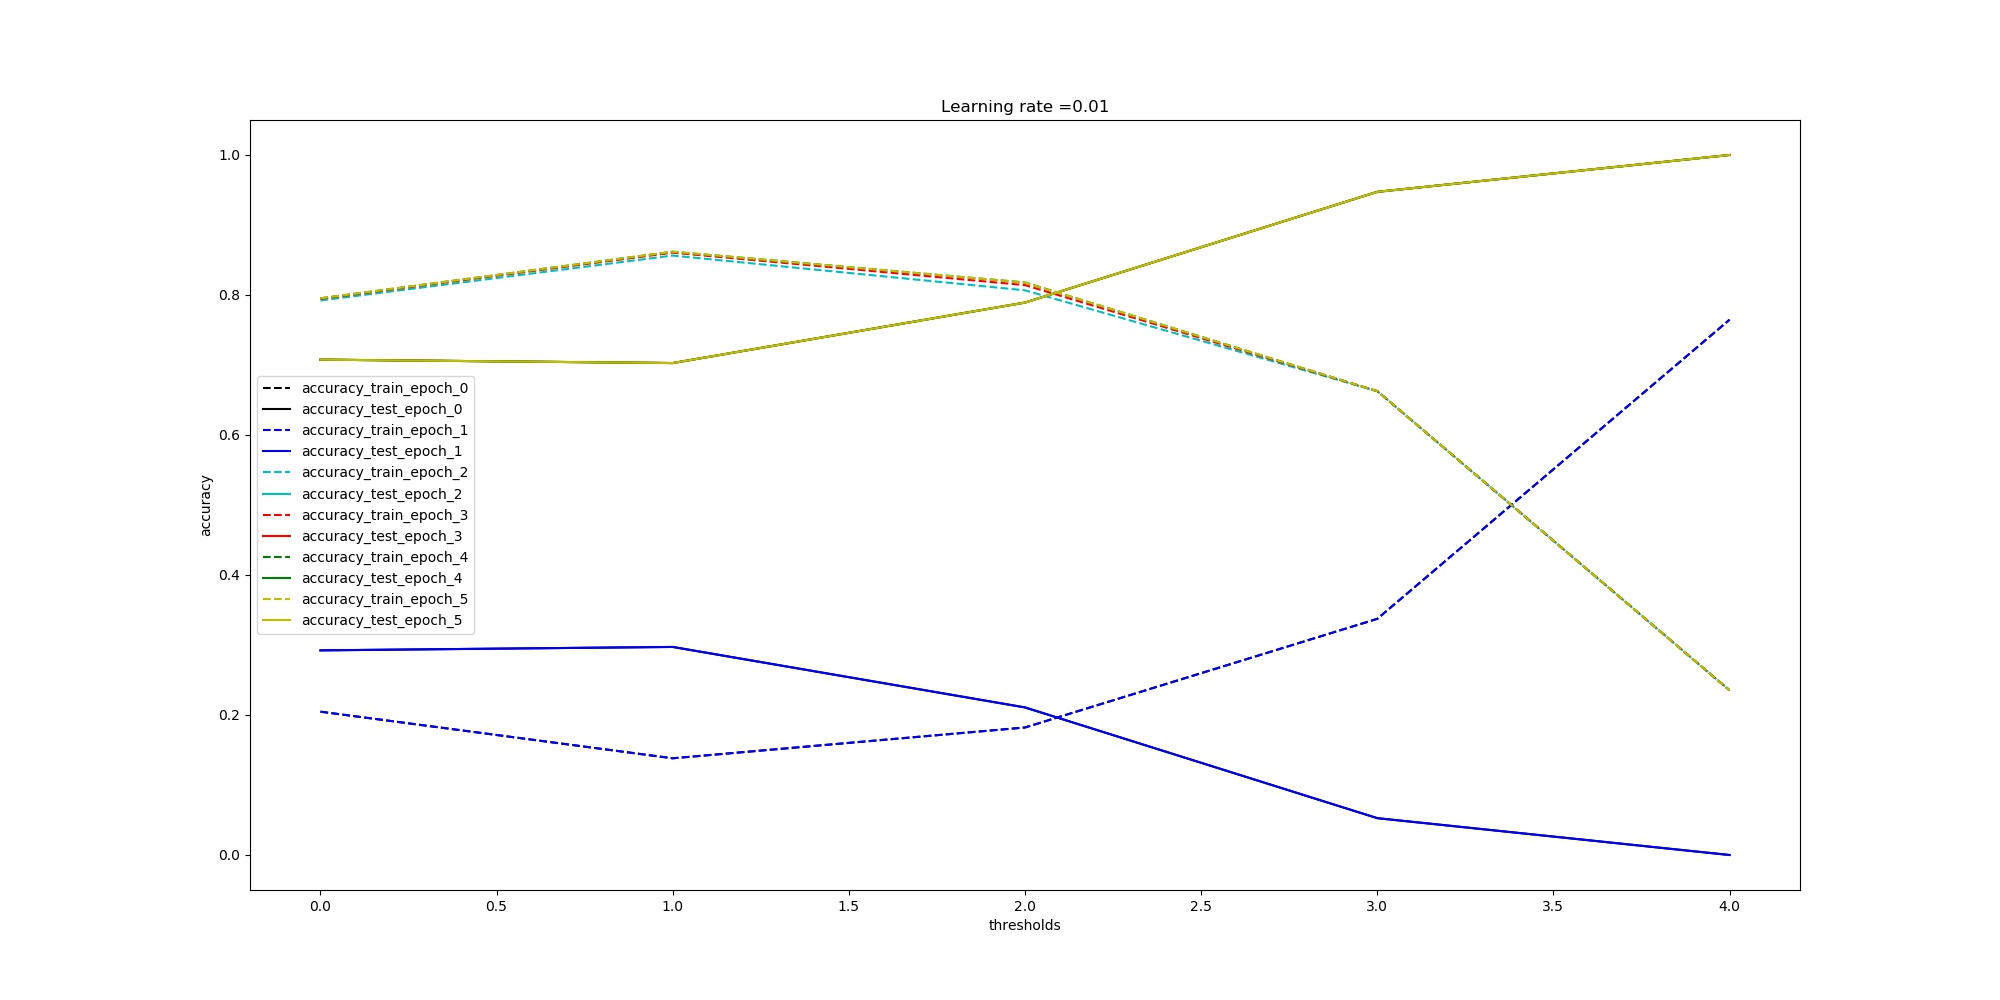 Learning rate =0.01
1.0
0.8
0.6
0.4
0.2
0.0
accuracy
accuracy_train_epoch_0
accuracy_test_epoch_0
accuracy_train_epoch_1
accuracy_test_epoch_1
accuracy_train_epoch_2
accuracy_test_epoch_2
accuracy_train_epoch_3
accuracy_test_epoch_3
accuracy_train_epoch_4
accuracy_test_epoch_4
accuracy_train_epoch_5
accuracy_test_epoch_5
0.0 0.5 1.0 1.5 2.0 2.5 3.0 3.5 4.0
thresholds